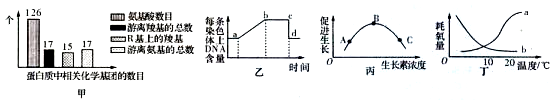 个
126
17
15
17
氨基酸数目
游离羧基的总数
R基上的羧基
游离氨基的总数
蛋白质中相关化学基团的数目
甲
每条染色体上DNA含量
a
b
c
d
时间
乙
促进生长
A
B
C
0
生长素浓度
丙
耗氧量
a
b
10
20
温度/℃
丁